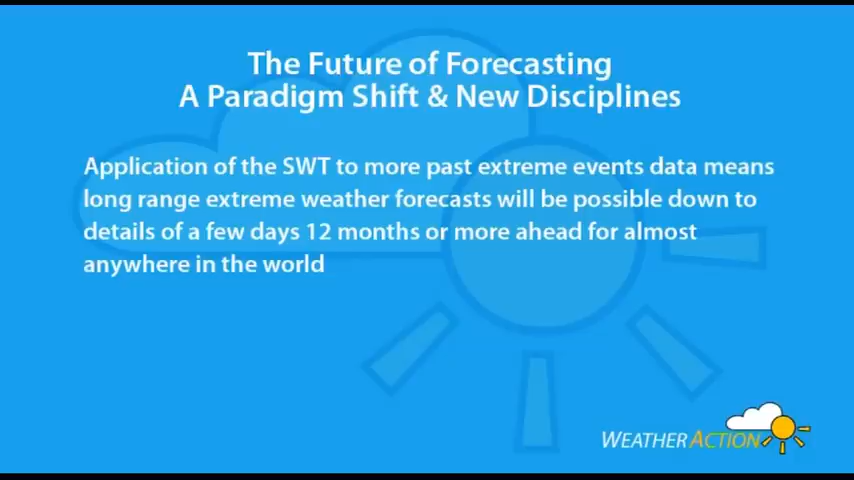 The Future of Forecasting
A Paradigm Shift & New Disciplines
Application of the SWT to more past extreme events data means
long range extreme weather forecasts will be possible down to
details of a few days 12 months or more ahead for almost
anywhere in the world
WEATHERACTION